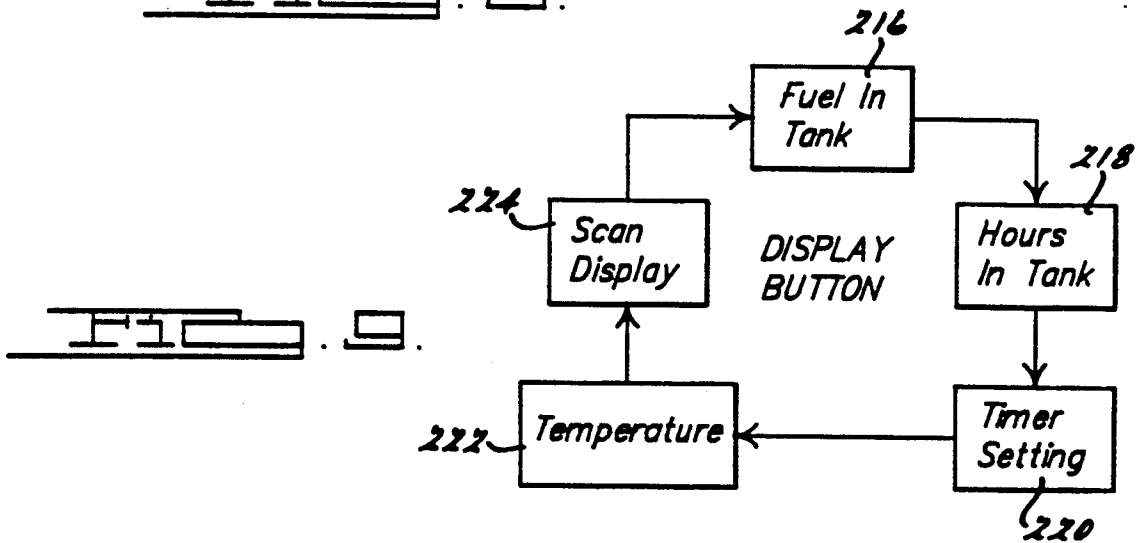 216
Fuel In
Tank
218
224
Scan
Display
DISPLAY
BUTTON
Hours
In Tank
222
Temperature
Timer
Setting
220